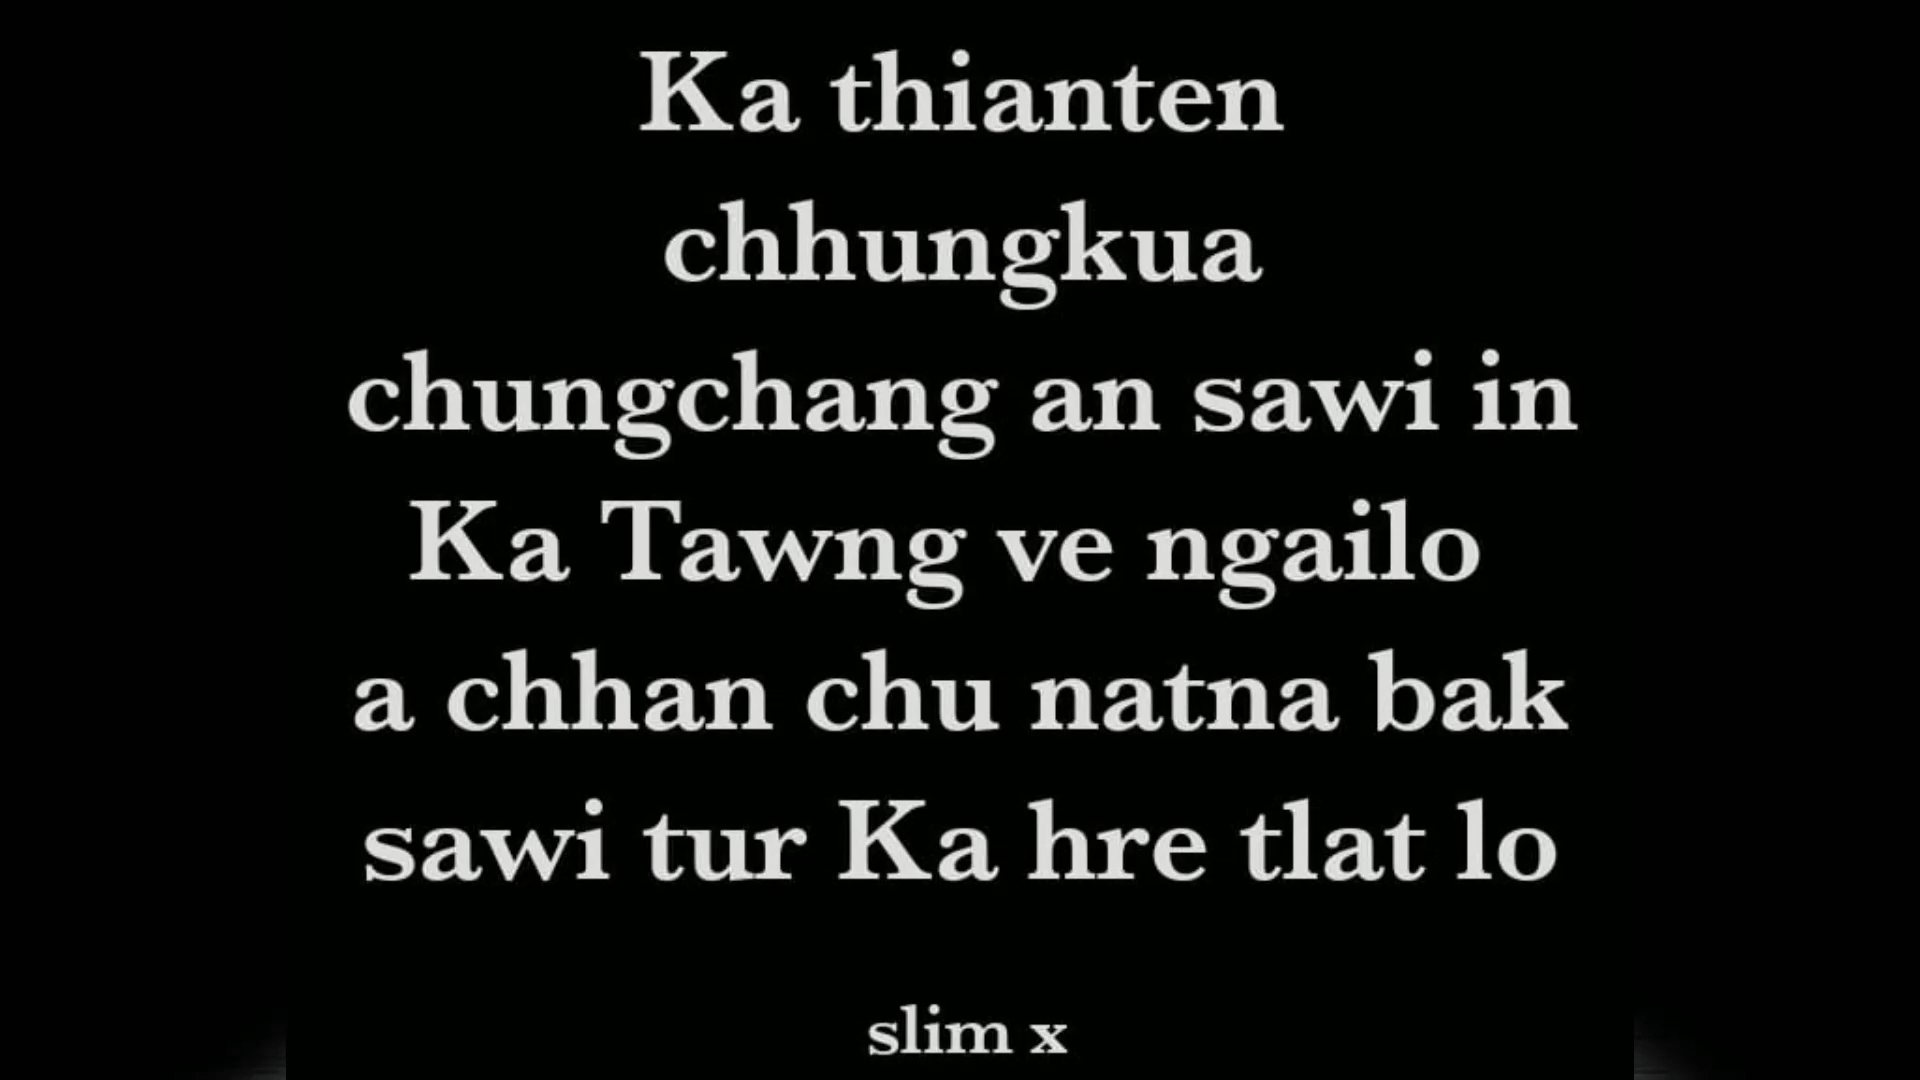 Ka thianten
chhungkua
chungchang an sawi in
Ka Tawng ve ngailo
a chhan chu natna bak
sawi tur Ka hre tlat lo
slim x